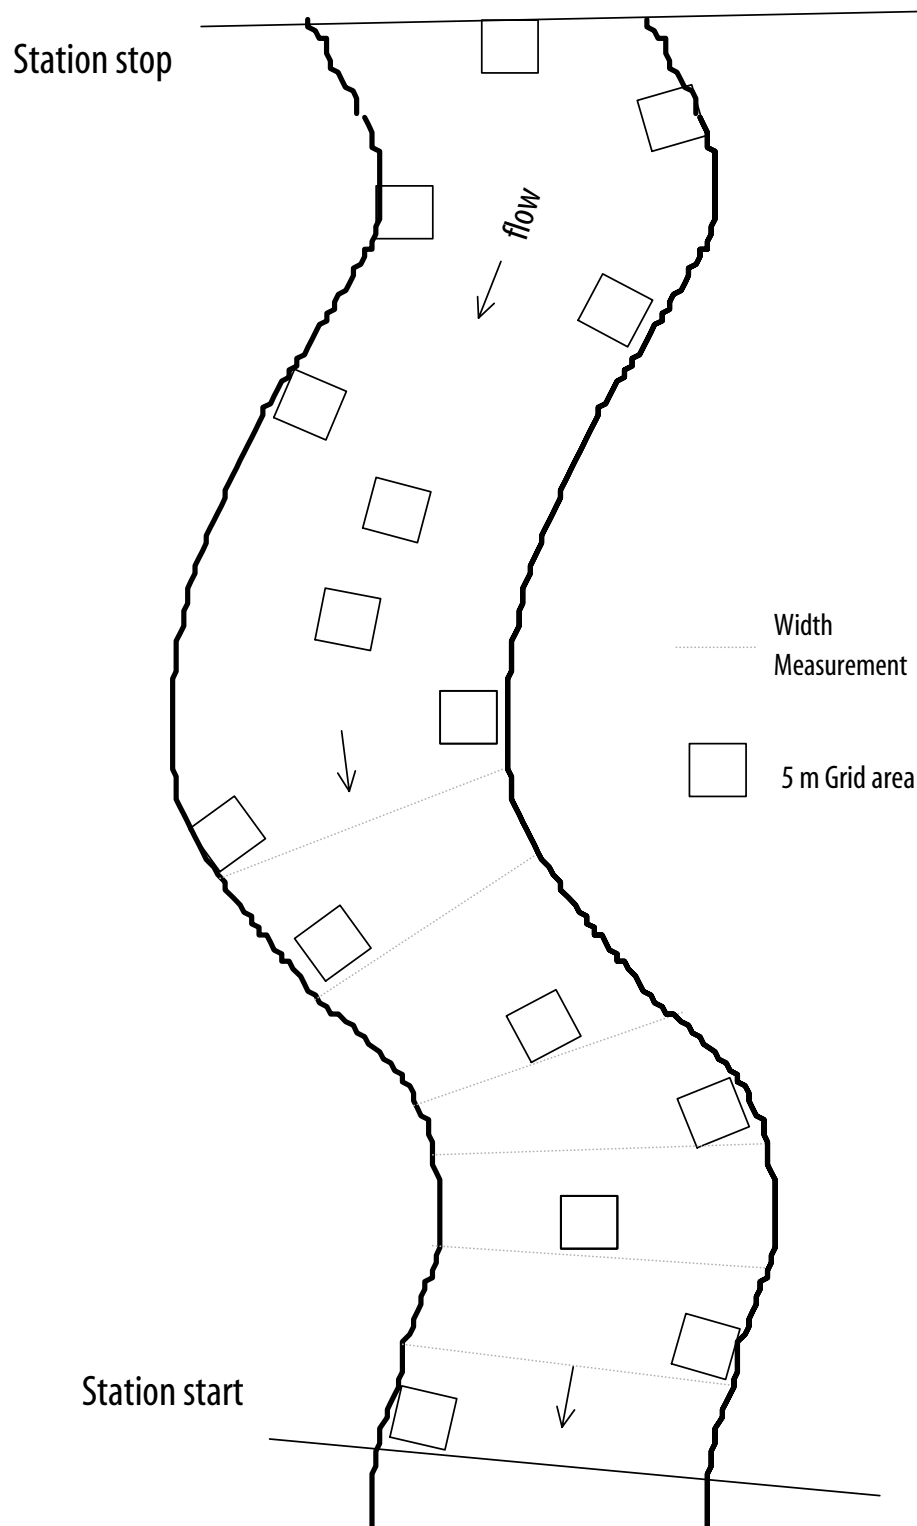 Station stop
flow
Width
Measurement
5 m Grid area
Station start